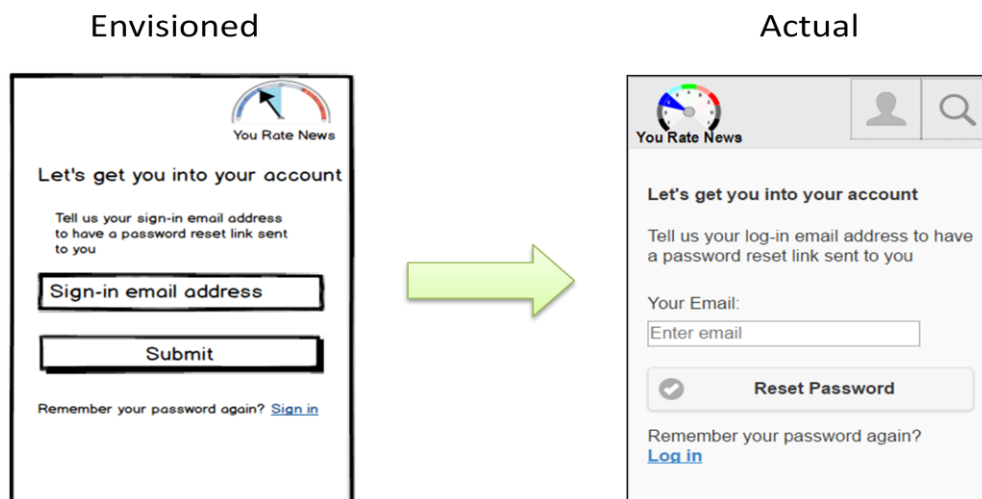 Envisioned
Actual
You Rate News
Let's get you into your account
Tell us your sign-in email address
to have a password reset link sent
to you
Sign-in email address
Submit
Remember your password again? Sign in
You Rate News
Let's get you into your account
Tell us your log-in email address to have
a password reset link sent to you
Your Email:
Enter email
Reset Password
Remember your password again?
Log in